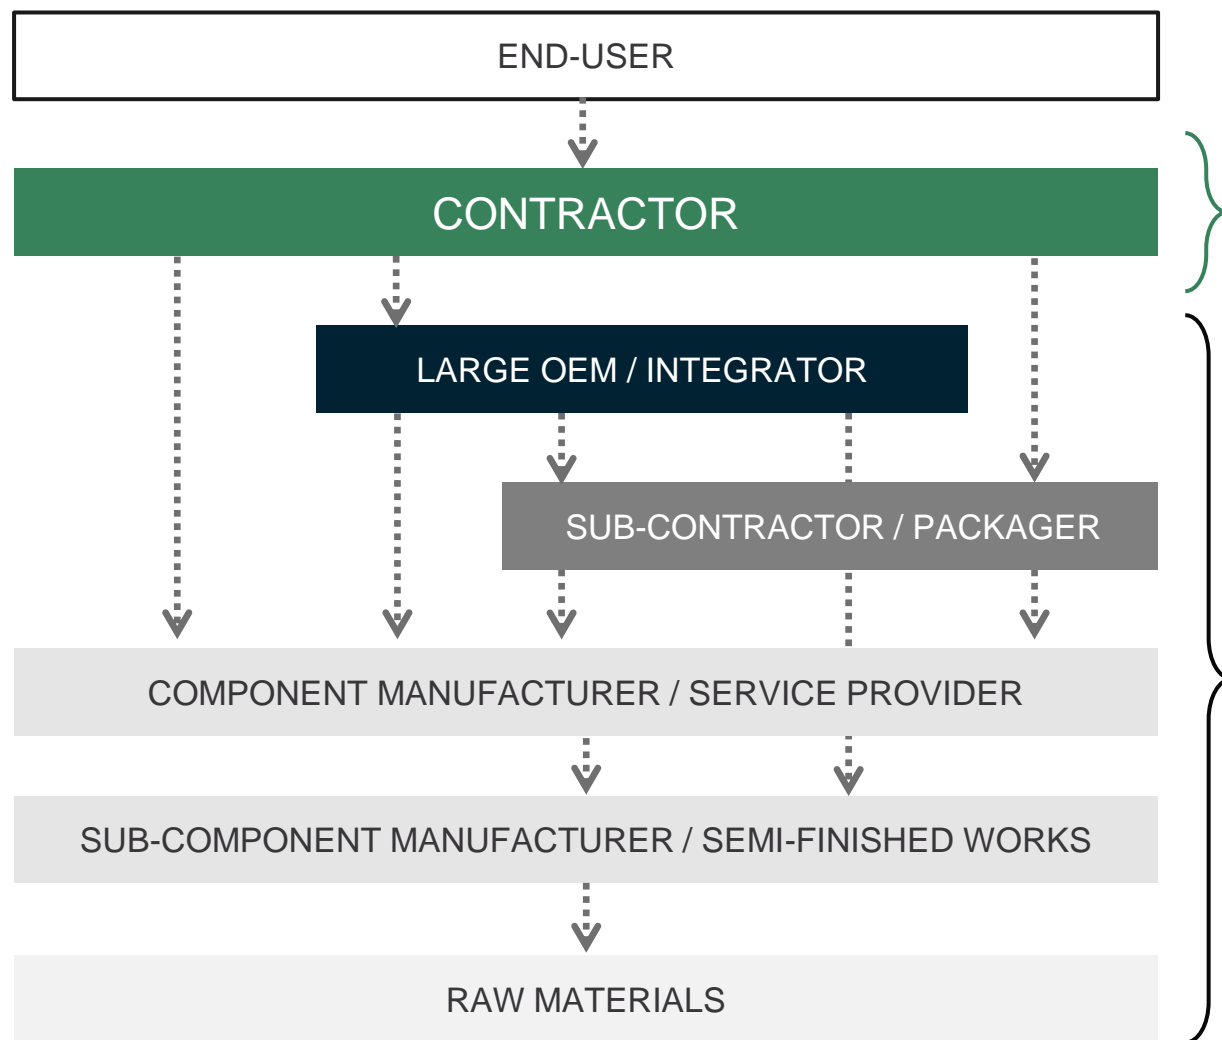 END-USER
CONTRACTOR
LARGE OEM / INTEGRATOR
SUB-CONTRACTOR / PACKAGER
COMPONENT MANUFACTURER / SERVICE PROVIDER
SUB-COMPONENT MANUFACTURER / SEMI-FINISHED WORKS
RAW MATERIALS